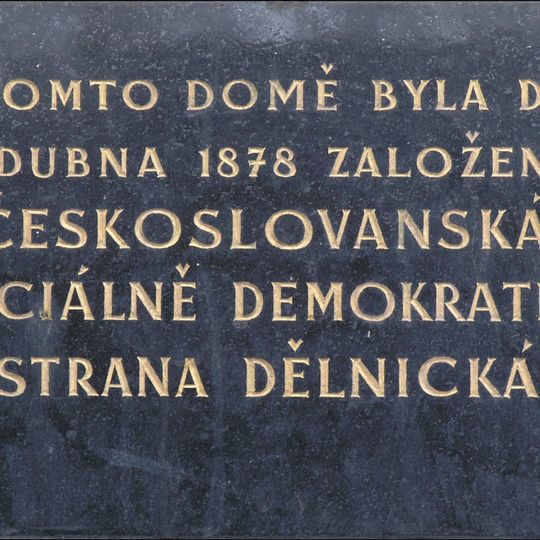 OMTO DOMĚ BYLA D
DUBNA 1878 ZALOŽEN
ČESKOSLOVANSKÁ
CIÁLNĚ DEMOKRATI
STRANA DĚLNICKÁ